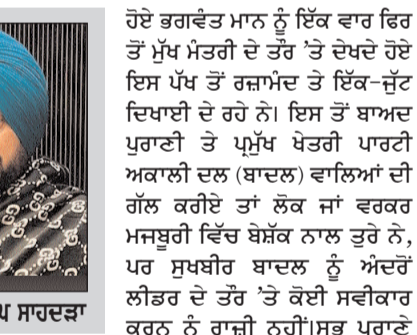 ਹੋਏ ਭਗਵੰਤ ਮਾਨ ਨੂੰ ਇੱਕ ਵਾਰ ਫਿਰ
ਤੋਂ ਮੁੱਖ ਮੰਤਰੀ ਦੇ ਤੌਰ ’ਤੇ ਦੇਖਦੇ ਹੋਏ
ਇਸ ਪੱਖ ਤੋਂ ਰਜ਼ਾਮੰਦ ਤੇ ਇੱਕ-ਜੁੱਟ
ਦਿਖਾਈ ਦੇ ਰਹੇ ਨੇ। ਇਸ ਤੋਂ ਬਾਅਦ
ਪੁਰਾਣੀ ਤੇ ਪ੍ਰਮੁੱਖ ਖੇਤਰੀ ਪਾਰਟੀ
ਅਕਾਲੀ ਦਲ (ਬਾਦਲ) ਵਾਲਿਆਂ ਦੀ
ਗੱਲ ਕਰੀਏ ਤਾਂ ਲੋਕ ਜਾਂ ਵਰਕਰ
ਮਜਬੂਰੀ ਵਿੱਚ ਬੇਸ਼ੱਕ ਨਾਲ ਤੁਰੇ ਨੇ,
ਪਰ ਸੁਖਬੀਰ ਬਾਦਲ ਨੂੰ ਅੰਦਰੋਂ
ਲੀਡਰ ਦੇ ਤੌਰ ’ਤੇ ਕੋਈ ਸਵੀਕਾਰ
ਕਰਨ ਨੂੰ ਰਾਜ਼ੀ ਨਹੀਂ।ਸਭ ਪੁਰਾਣੇ
ਸਾਹਦੜਾ